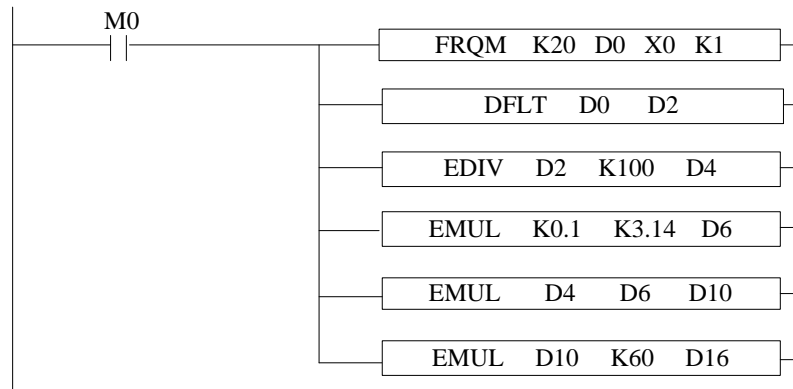 M0
FRQM K20 D0 X0 K1
DFLT D0 D2
EDIV D2 K100 D4
EMUL K0.1 K3.14 D6
EMUL D4 D6 D10
EMUL D10 K60 D16